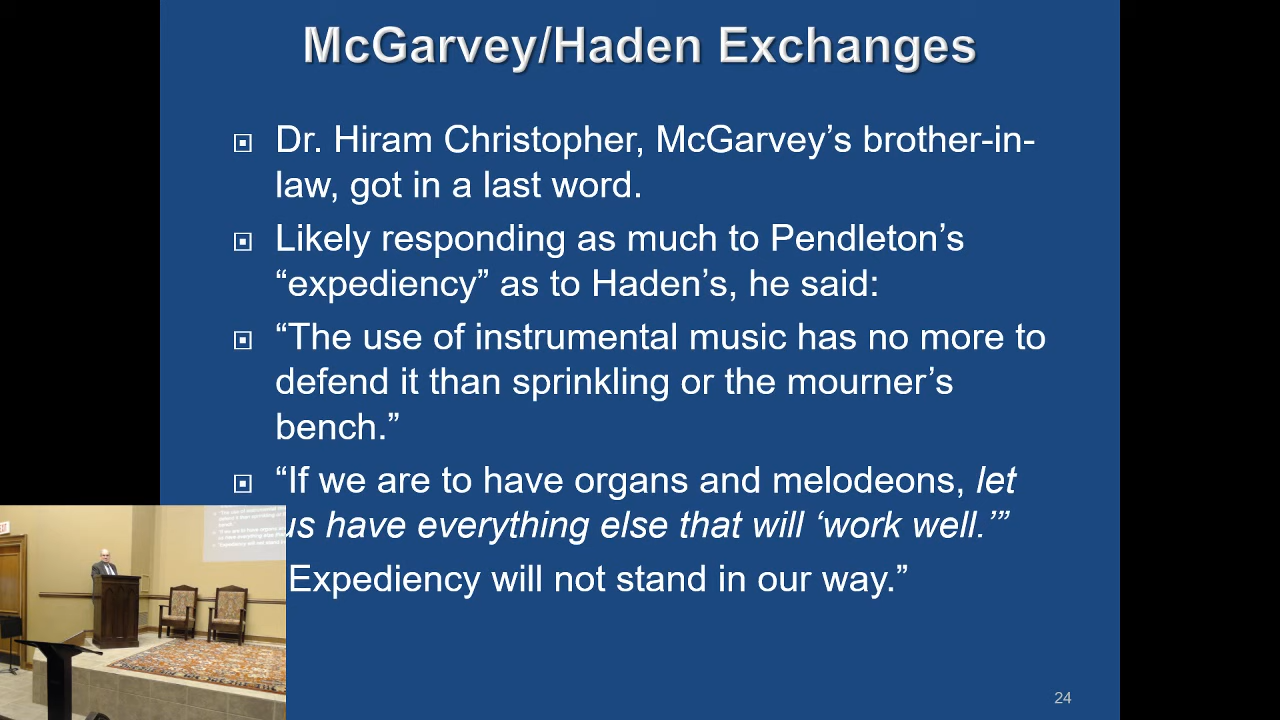 McGarvey/Haden Exchanges
Dr. Hiram Christopher, McGarvey’s brother-in-
law, got in a last word.
Likely responding as much to Pendleton’s
“expediency” as to Haden’s, he said:
“The use of instrumental music has no more to
defend it than sprinkling or the mourner’s
bench.”
“If we are to have organs and melodeons, let
us have everything else that will ‘work well.’”
Expediency will not stand in our way.”
24